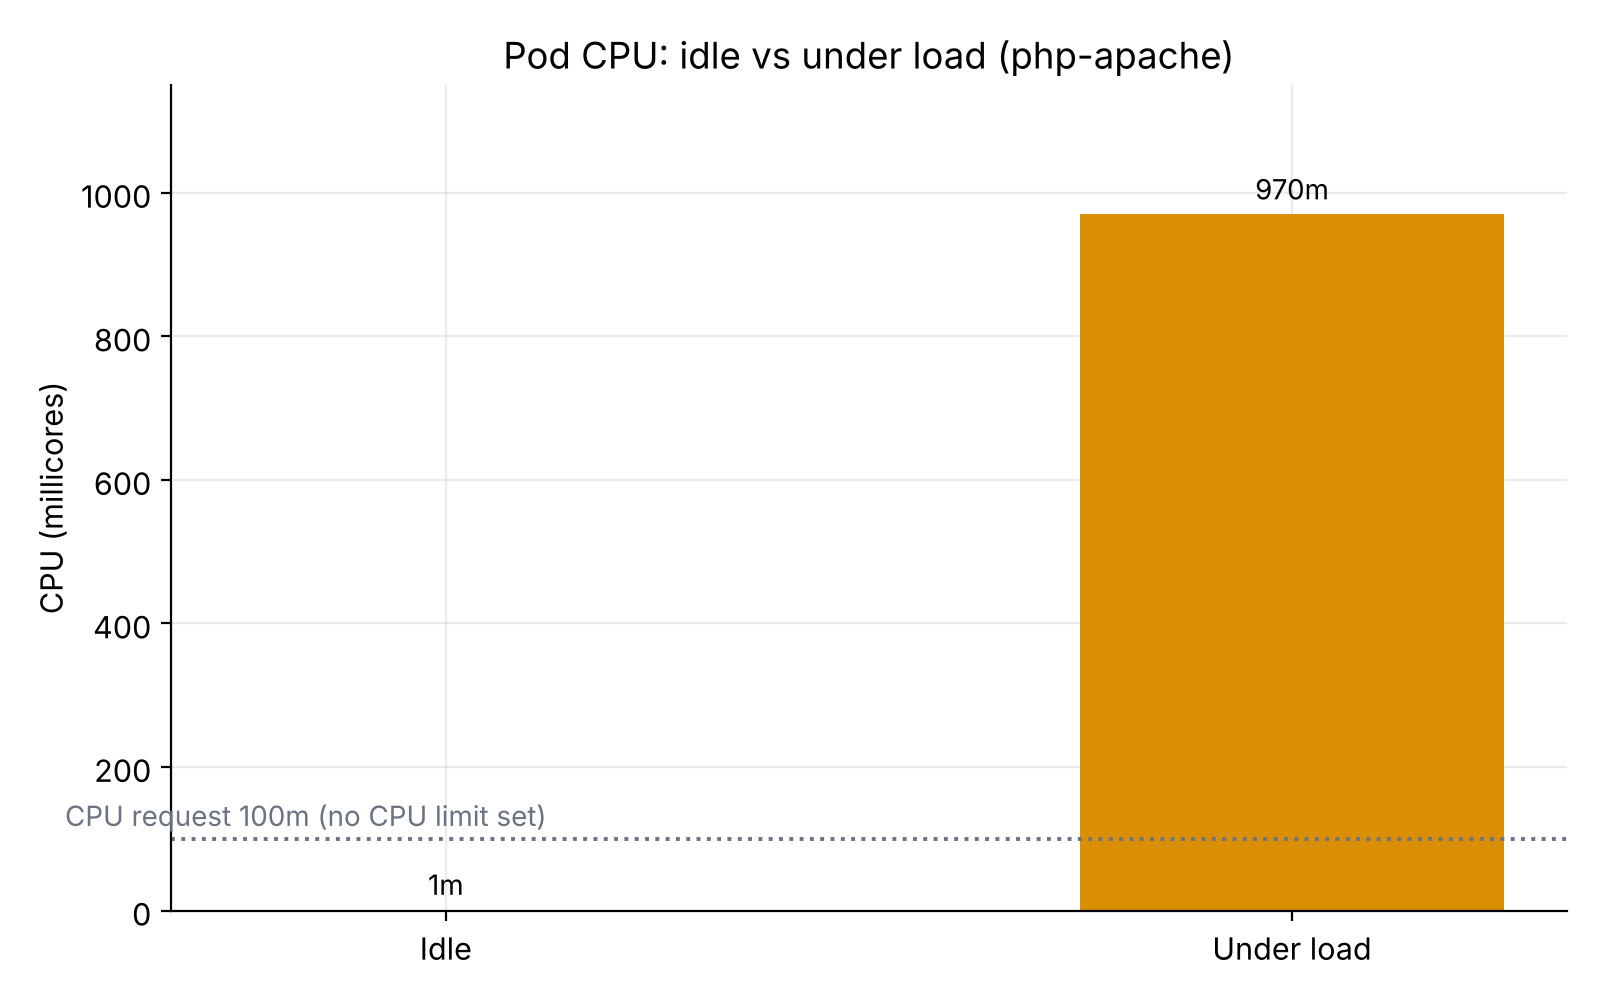 Pod CPU: idle vs under load (php-apache)
CPU (millicores)
1000
800
600
400
200
0
970m
CPU request 100m (no CPU limit set)
1m
Idle
Under load